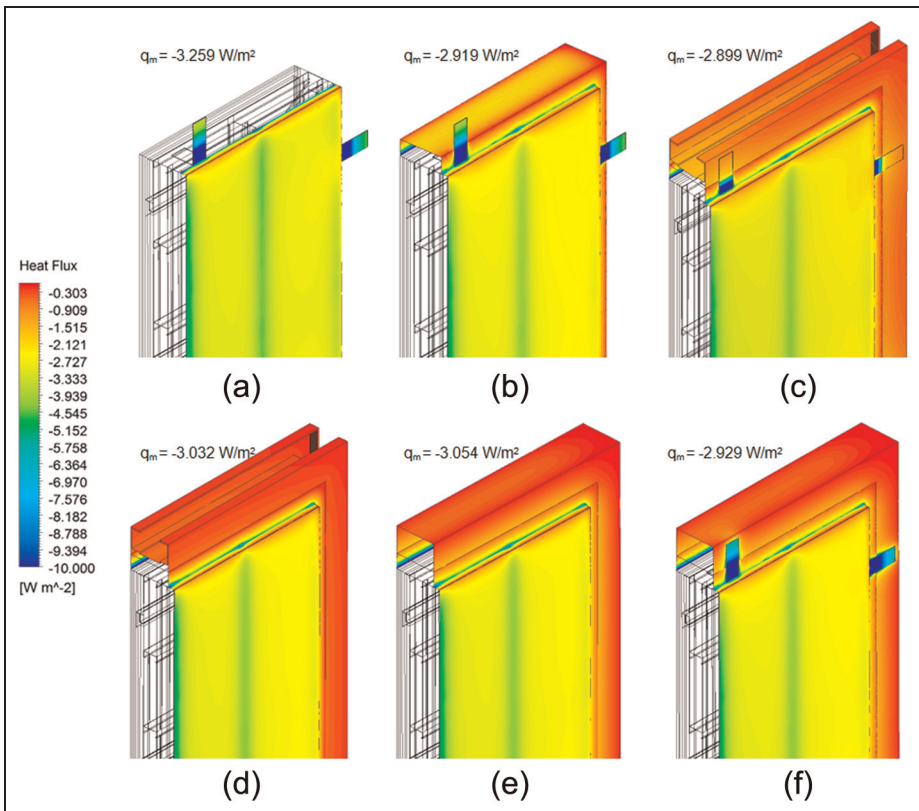 qₘ = -3.259 W/m²
qₘ = -2.919 W/m²
qₘ = -2.899 W/m²
(a)
(b)
(c)
Heat Flux
-0.303
-0.909
-1.515
-2.121
-2.727
-3.333
-3.939
-4.545
-5.152
-5.758
-6.364
-6.970
-7.576
-8.182
-8.788
-9.394
-10.000
[W m^-2]
qₘ = -3.032 W/m²
qₘ = -3.054 W/m²
qₘ = -2.929 W/m²
(d)
(e)
(f)